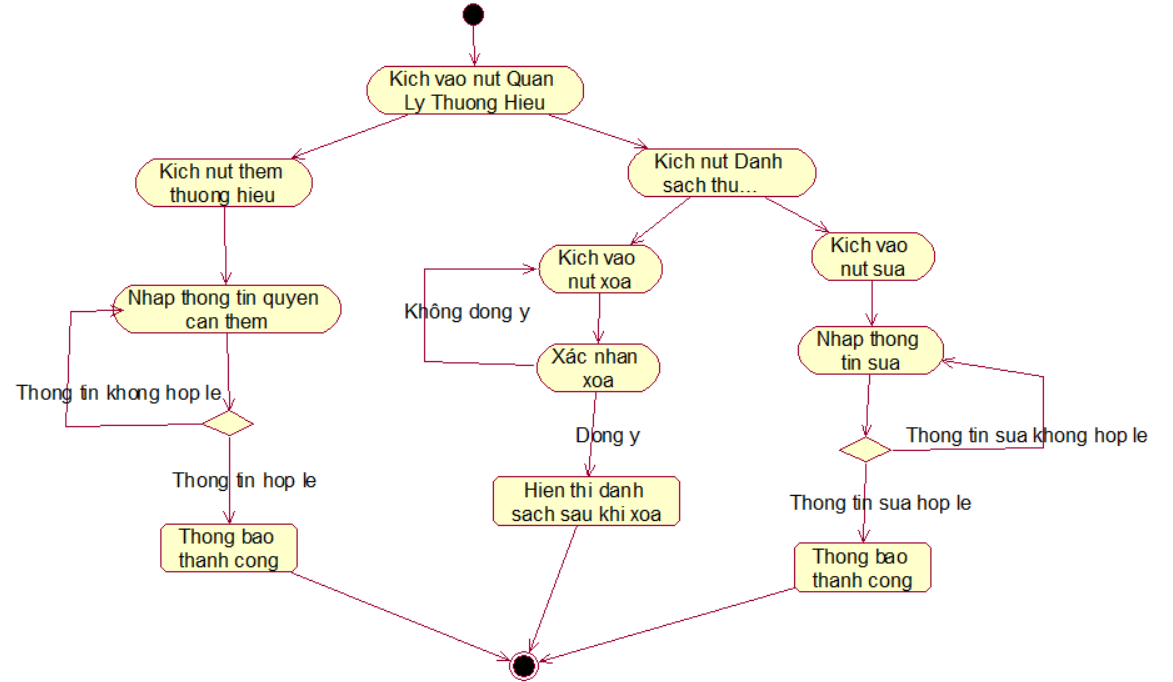 Kich vao nut Quan
Ly Thuong Hieu
Kich nut them
thuong hieu
Kich nut Danh
sach thu...
Kich vao
nut xoa
Kich vao
nut sua
Nhap thong tin quyen
can them
Không dong y
Xác nhan
xoa
Nhap thong
tin sua
Thong tin khong hop le
Dong y
Thong tin sua khong hop le
Thong tin hop le
Hien thi danh
sach sau khi xoa
Thong tin sua hop le
Thong bao
thanh cong
Thong bao
thanh cong